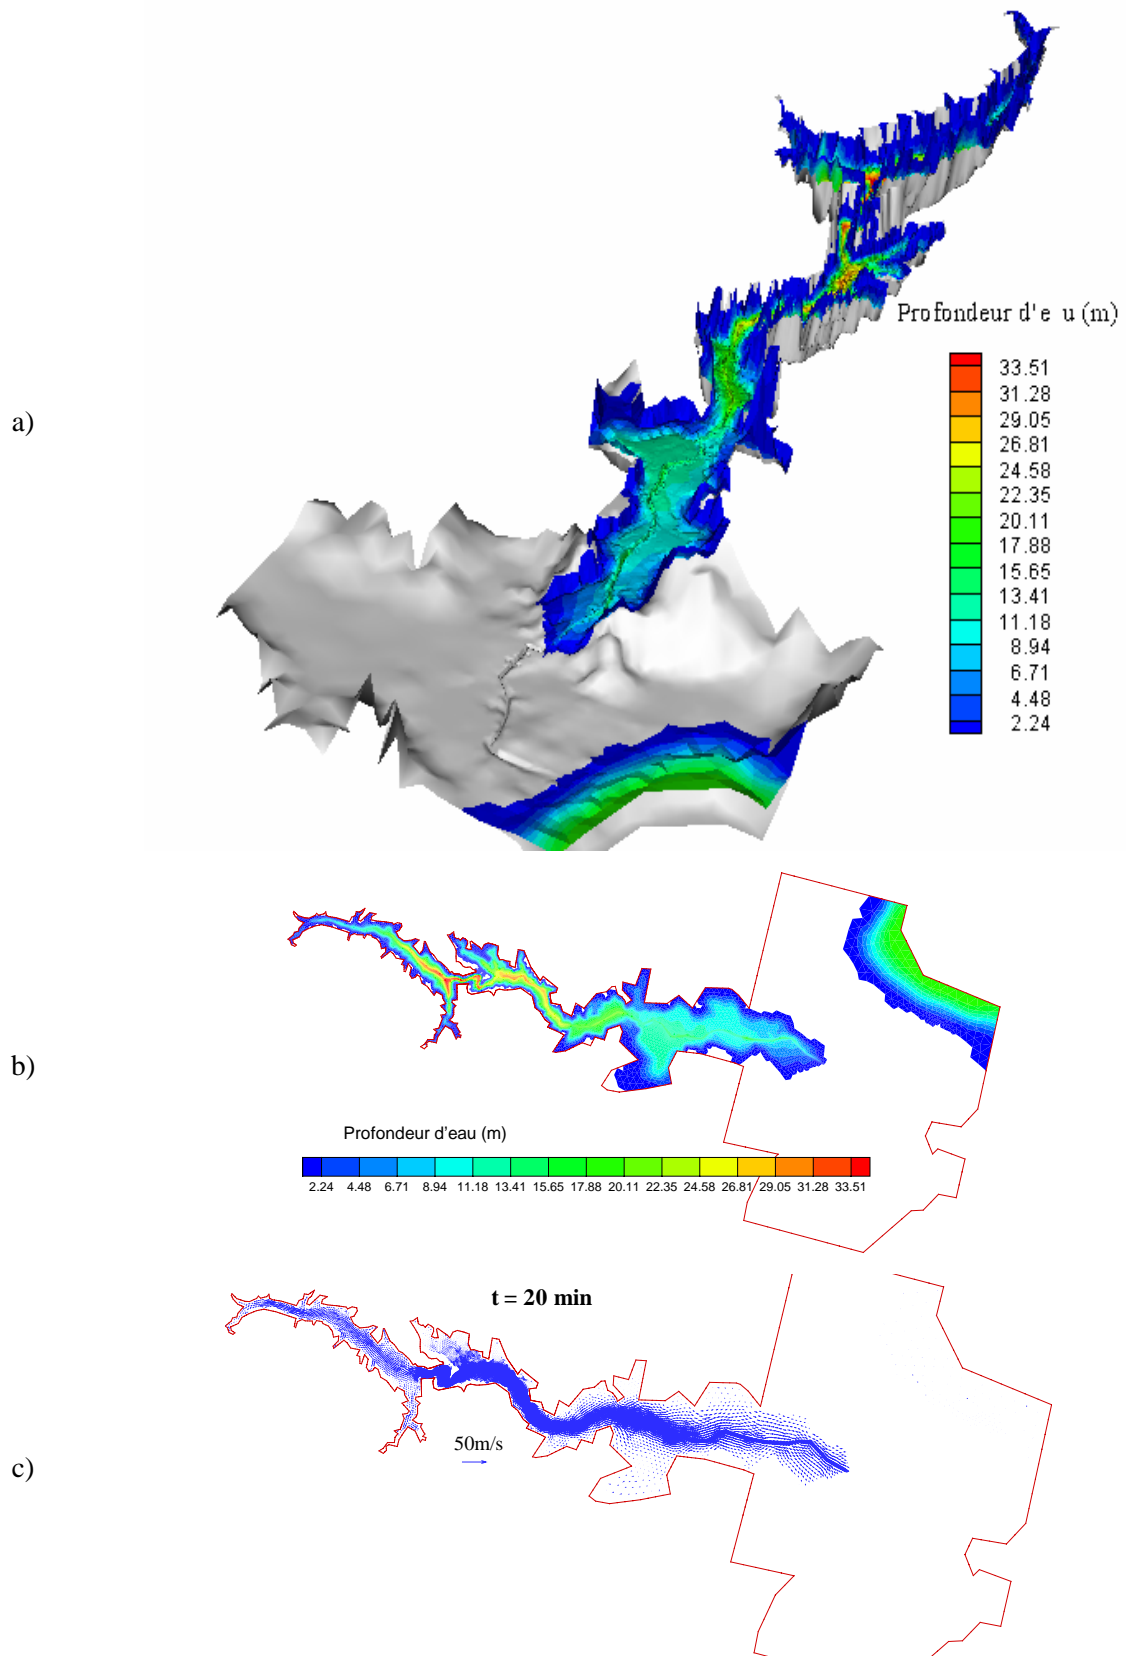 a)
Profondeur d'e u (m)
33.51
31.28
29.05
26.81
24.58
22.35
20.11
17.88
15.65
13.41
11.18
8.94
6.71
4.48
2.24
b)
Profondeur d'eau (m)
2.24 4.48 6.71 8.94 11.18 13.41 15.65 17.88 20.11 22.35 24.58 26.81 29.05 31.28 33.51
t = 20 min
50m/s
c)